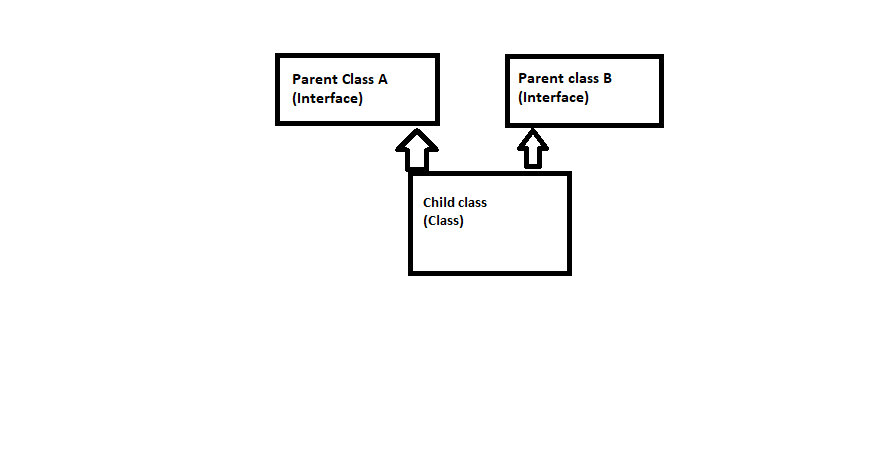 Parent Class A
(Interface)
Parent class B
(Interface)
Child class
(Class)